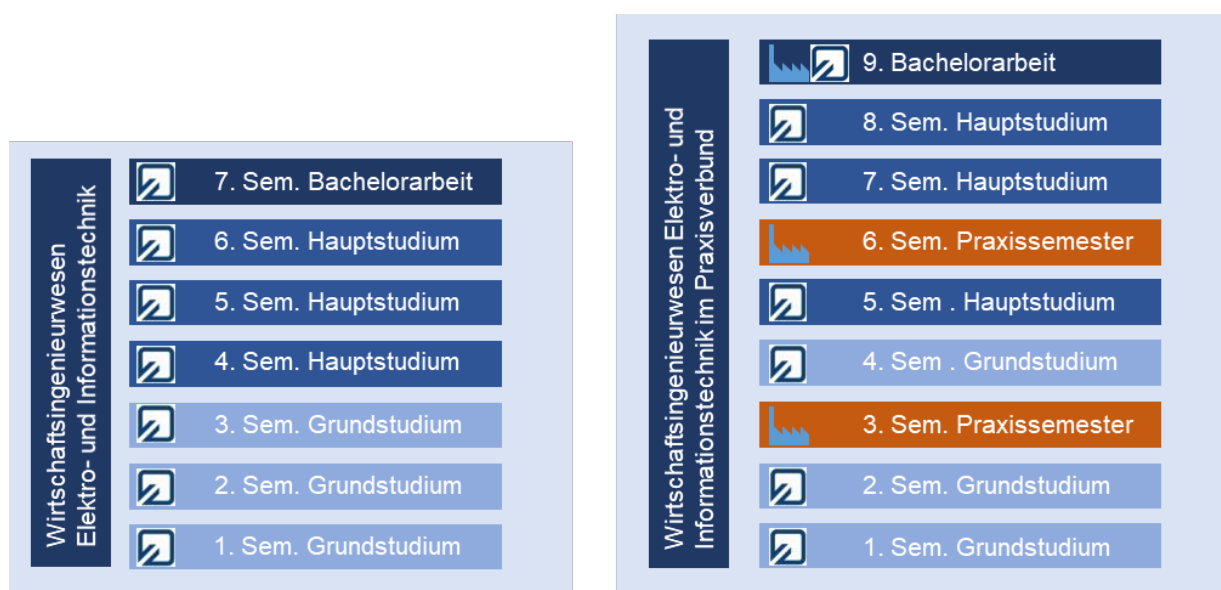 Wirtschaftsingenieurwesen
Elektro- und Informationstechnik
7. Sem. Bachelorarbeit
6. Sem. Hauptstudium
5. Sem. Hauptstudium
4. Sem. Hauptstudium
3. Sem. Grundstudium
2. Sem. Grundstudium
1. Sem. Grundstudium
Wirtschaftsingenieurwesen Elektro- und
Informationstechnik im Praxisverbund
9. Bachelorarbeit
8. Sem. Hauptstudium
7. Sem. Hauptstudium
6. Sem. Praxissemester
5. Sem . Hauptstudium
4. Sem . Grundstudium
3. Sem. Praxissemester
2. Sem. Grundstudium
1. Sem. Grundstudium